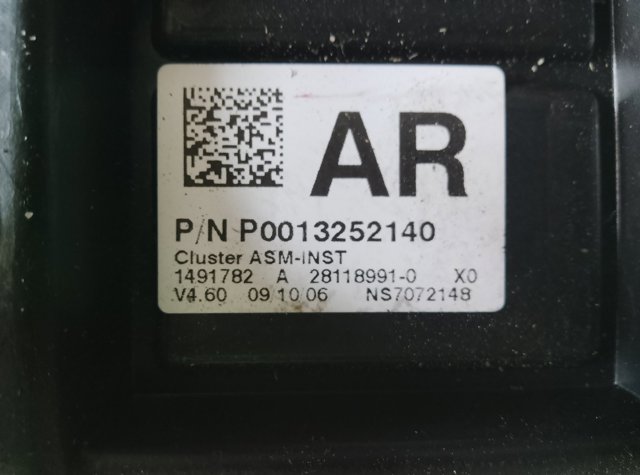 AR
P/N P0013252140
Cluster ASM-INST
1491782 A 28118991-0 X0
V4.60 09.10.06 NS7072148